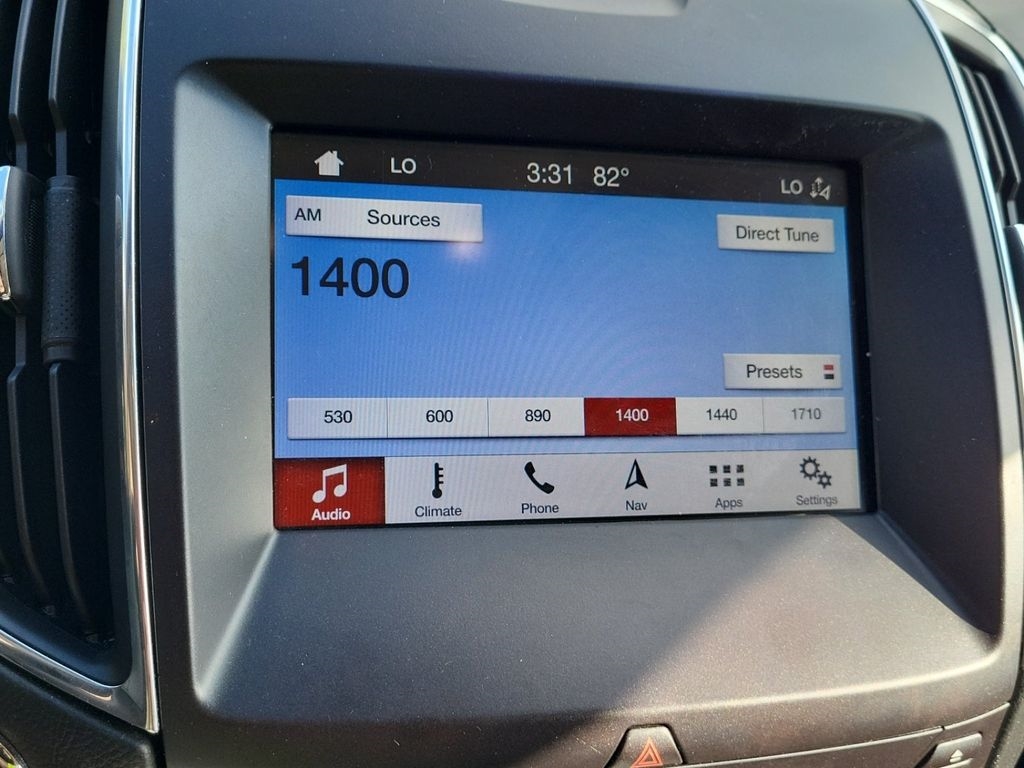 LO 3:31 82° LO
AM Sources
Direct Tune
1400
Presets
530 600 890 1400 1440 1710
Audio Climate Phone Nav Apps Settings